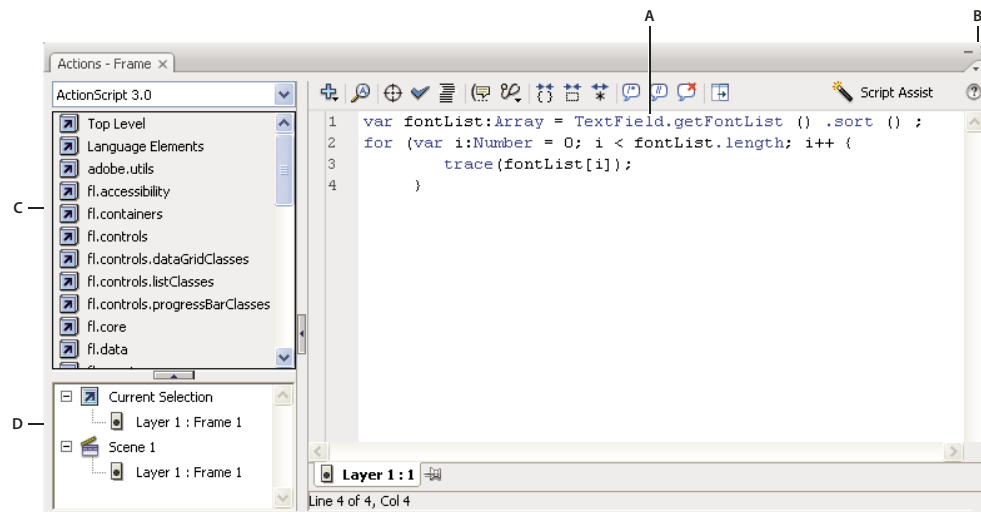 A
B
Actions - Frame ×
ActionScript 3.0
Script Assist
Top Level
Language Elements
adobe.utils
fl.accessibility
fl.containers
fl.controls
fl.controls.dataGridClasses
fl.controls.listClasses
fl.controls.progressBarClasses
fl.core
fl.data
C
1 var fontList:Array = TextField.getFontList () .sort () ;
2 for (var i:Number = 0; i < fontList.length; i++ {
3 trace(fontList[i]);
4 }
D
Current Selection
Layer 1 : Frame 1
Scene 1
Layer 1 : Frame 1
Layer 1 : 1
Line 4 of 4, Col 4